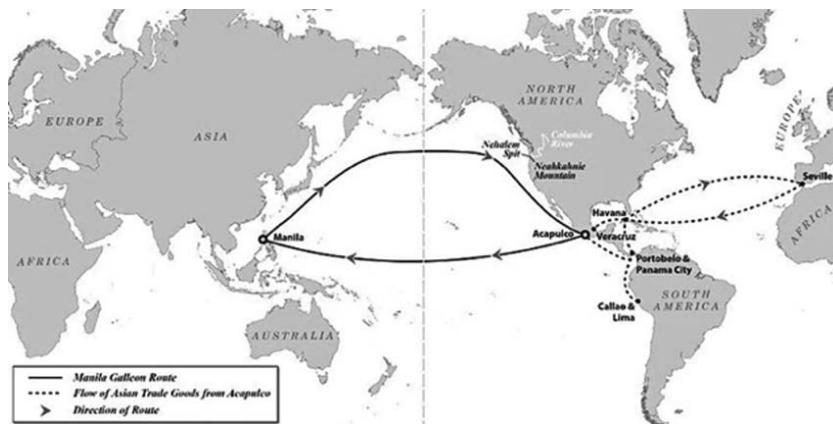 EUROPE
ASIA
NORTH
AMERICA
EUROPE
Columbia
River
Nehalem
Spit
Neahkahnie
Mountain
Seville
Havana
Manila
Acapulco
Veracruz
AFRICA
AFRICA
Portobelo &
Panama City
SOUTH
AMERICA
Callao &
Lima
AUSTRALIA
Manila Galleon Route
Flow of Asian Trade Goods from Acapulco
Direction of Route